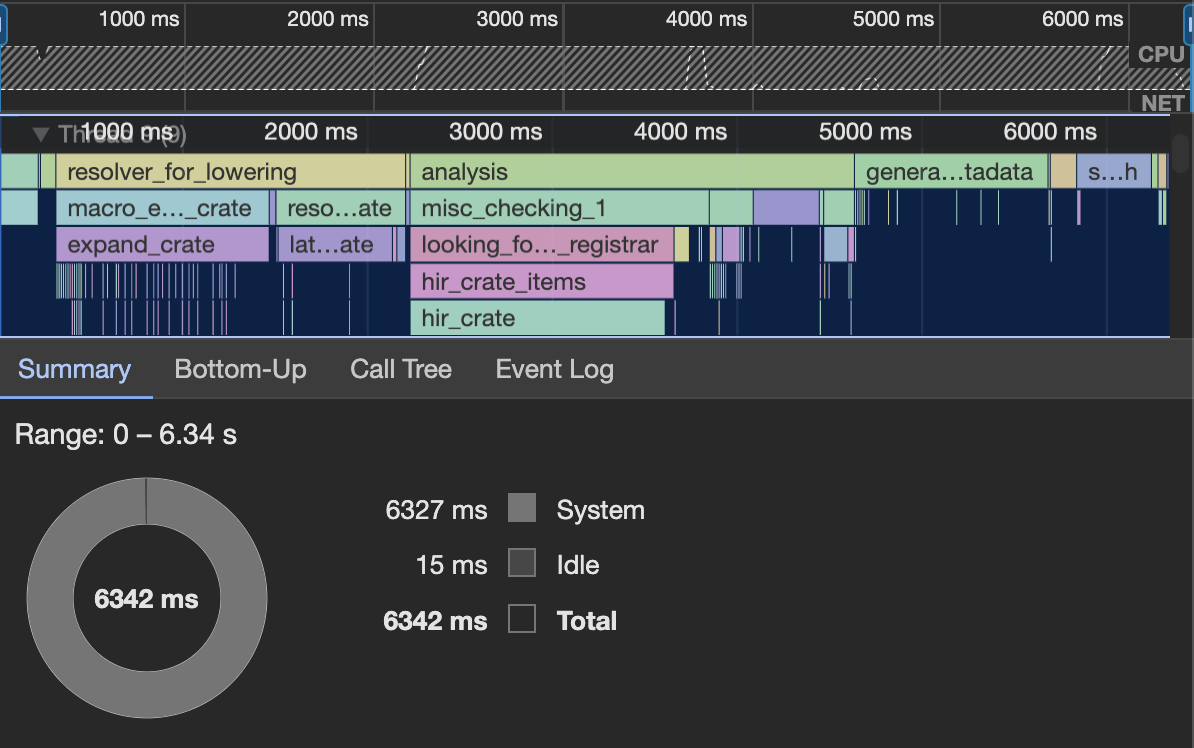 1000 ms 2000 ms 3000 ms 4000 ms 5000 ms 6000 ms
CPU
NET
1000 ms 2000 ms 3000 ms 4000 ms 5000 ms 6000 ms
resolver_for_lowering analysis genera…tadata s…h
macro_e…_crate reso…ate misc_checking_1
expand_crate lat…ate looking_fo…_registrar
hir_crate_items
hir_crate
Summary Bottom-Up Call Tree Event Log
Range: 0 – 6.34 s
6327 ms System
15 ms Idle
6342 ms Total
6342 ms